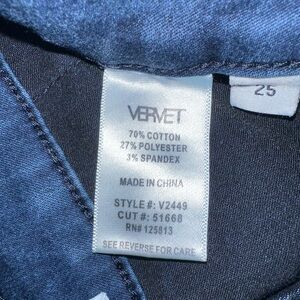 VERVET
25
70% COTTON
27% POLYESTER
3% SPANDEX
MADE IN CHINA
STYLE #: V2449
CUT #: 51668
RN# 125813
SEE REVERSE FOR CARE